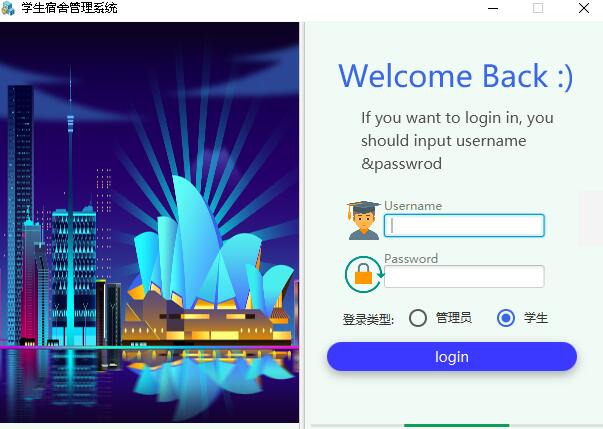 学生宿舍管理系统
Welcome Back :)
If you want to login in, you
should input username
&passwrod
Username
Password
登录类型: 管理员 学生
login